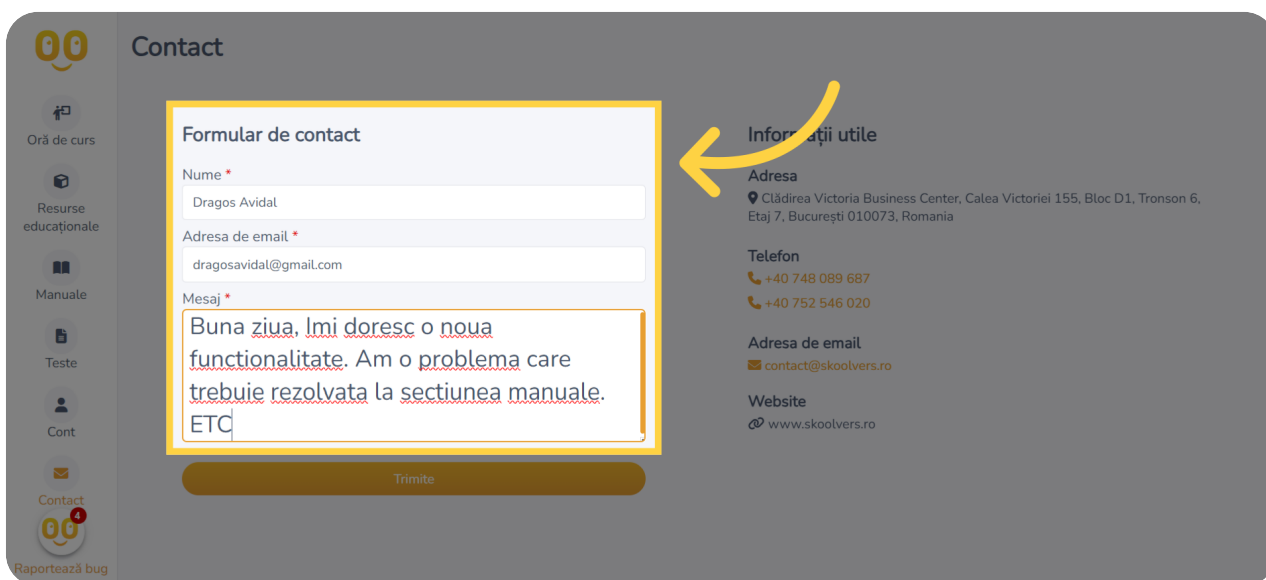 Contact
Oră de curs
Resurse
educaționale
Manuale
Teste
Cont
Contact
4
Raportează bug
Formular de contact
Nume *
Dragos Avidal
Adresa de email *
dragosavidal@gmail.com
Mesaj *
Buna ziua, Imi doresc o noua
functionalitate. Am o problema care
trebuie rezolvata la sectiunea manuale.
ETC
Trimite
Informații utile
Adresa
Clădirea Victoria Business Center, Calea Victoriei 155, Bloc D1, Tronson 6,
Etaj 7, București 010073, Romania
Telefon
+40 748 089 687
+40 752 546 020
Adresa de email
contact@skoolvers.ro
Website
www.skoolvers.ro